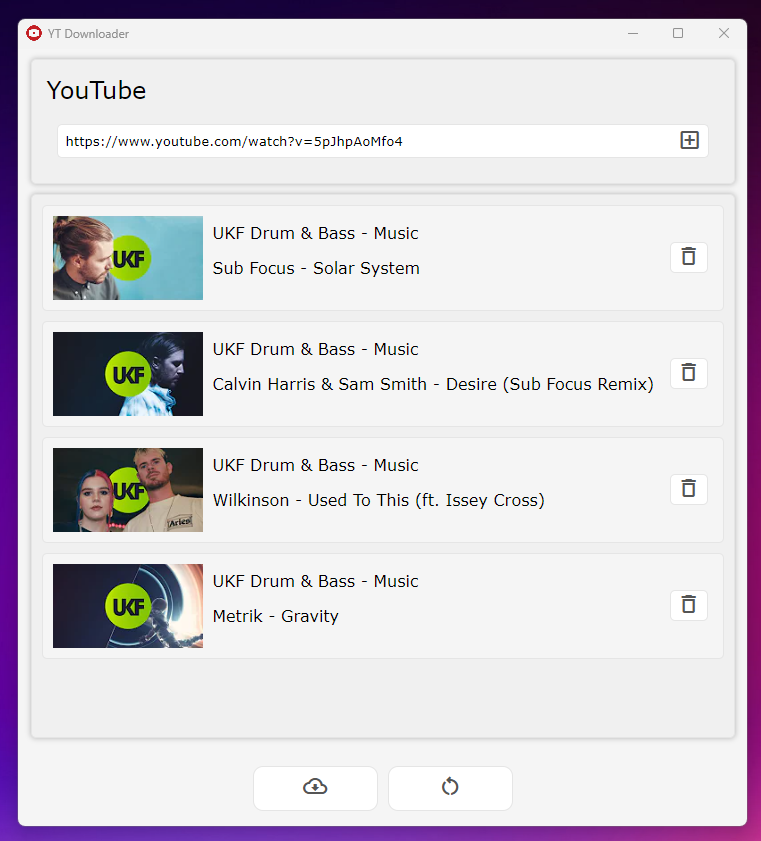 YT Downloader
YouTube
https://www.youtube.com/watch?v=5pJhpAoMfo4
UKF
UKF Drum & Bass - Music
Sub Focus - Solar System
UKF
UKF Drum & Bass - Music
Calvin Harris & Sam Smith - Desire (Sub Focus Remix)
UKF
Aries
UKF Drum & Bass - Music
Wilkinson - Used To This (ft. Issey Cross)
UKF
UKF Drum & Bass - Music
Metrik - Gravity